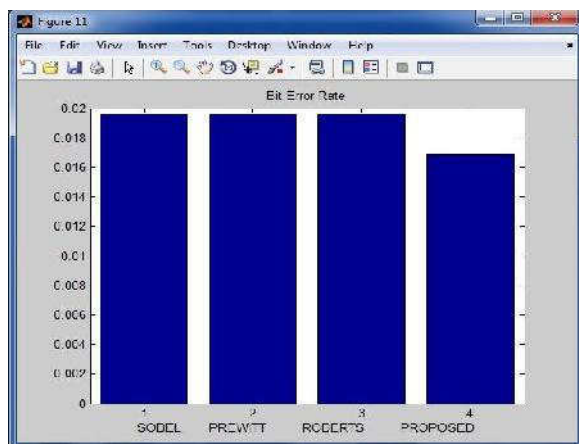 Figure 11
File Edit View Insert Tools Desktop Window Help
Bit Error Rate
0.02
0.018
0.016
0.014
0.012
0.01
0.008
0.006
0.004
0.002
0
1 2 3 4
SOBEL PREWITT ROBERTS PROPOSED